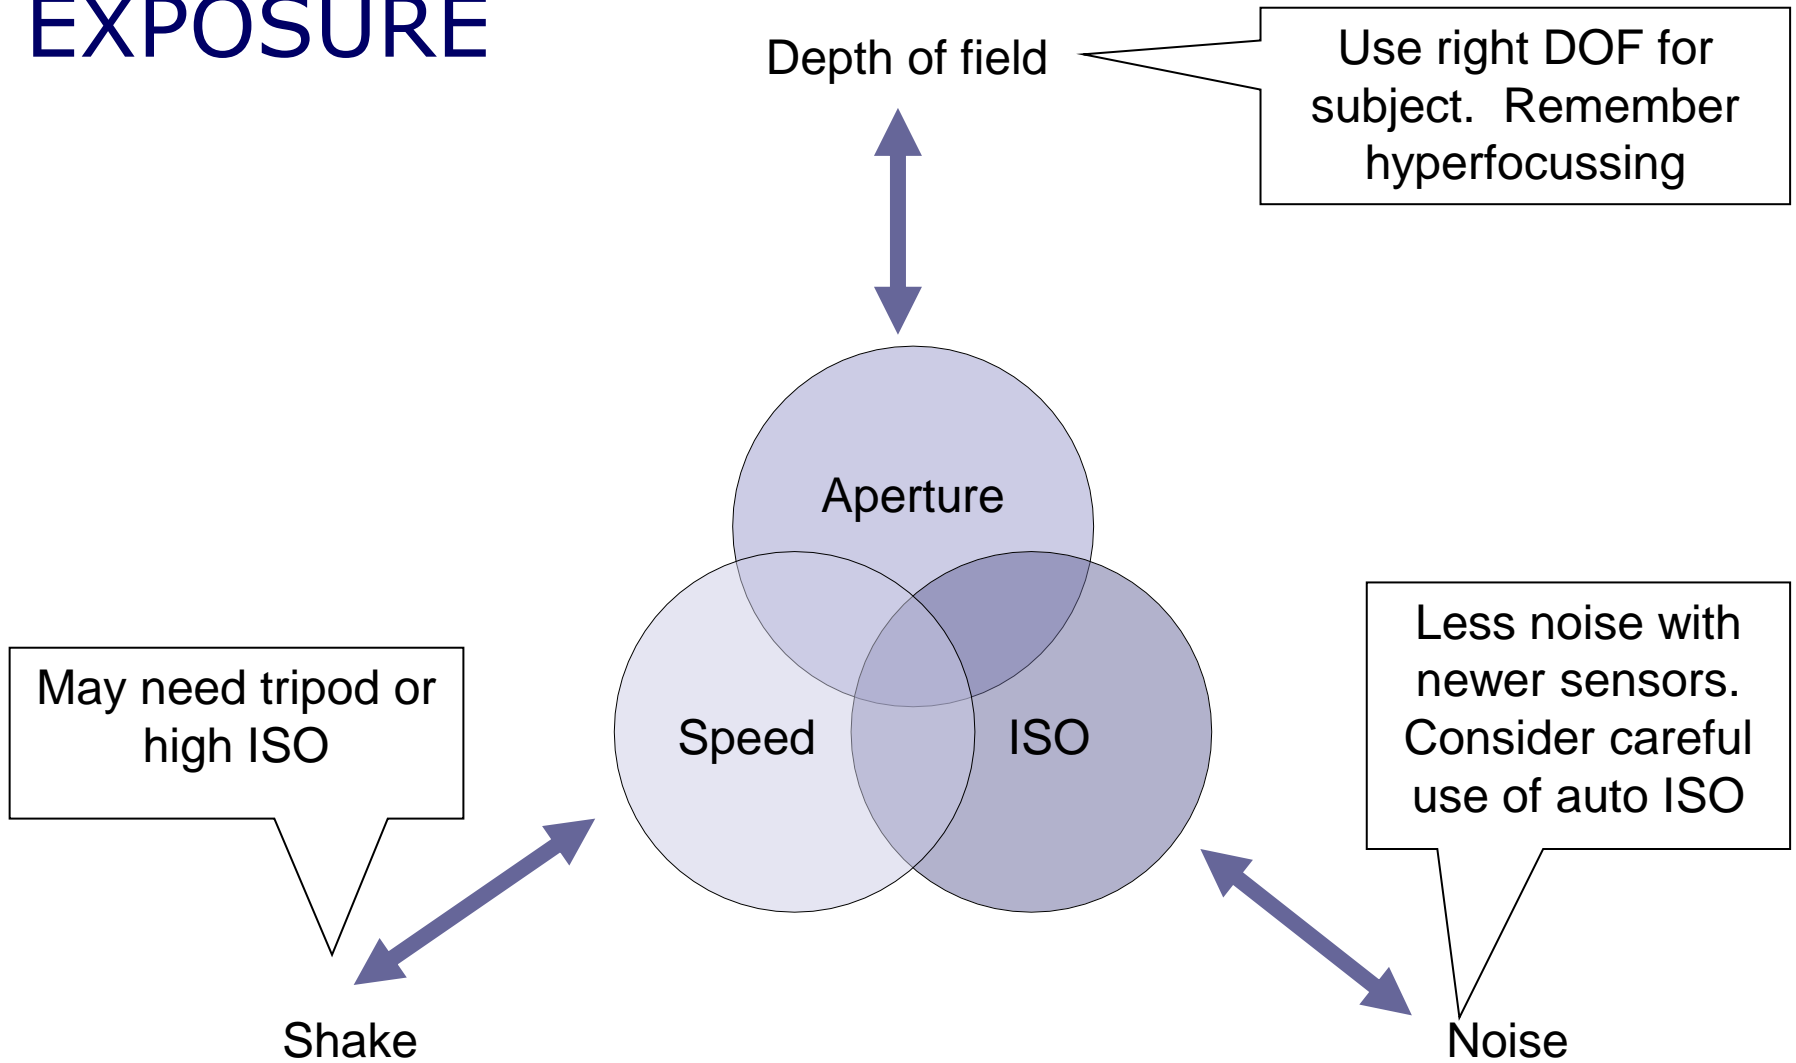 EXPOSURE
Depth of field
Use right DOF for
subject.  Remember
hyperfocussing
Aperture
Speed
ISO
May need tripod or
high ISO
Less noise with
newer sensors.
Consider careful
use of auto ISO
Shake
Noise